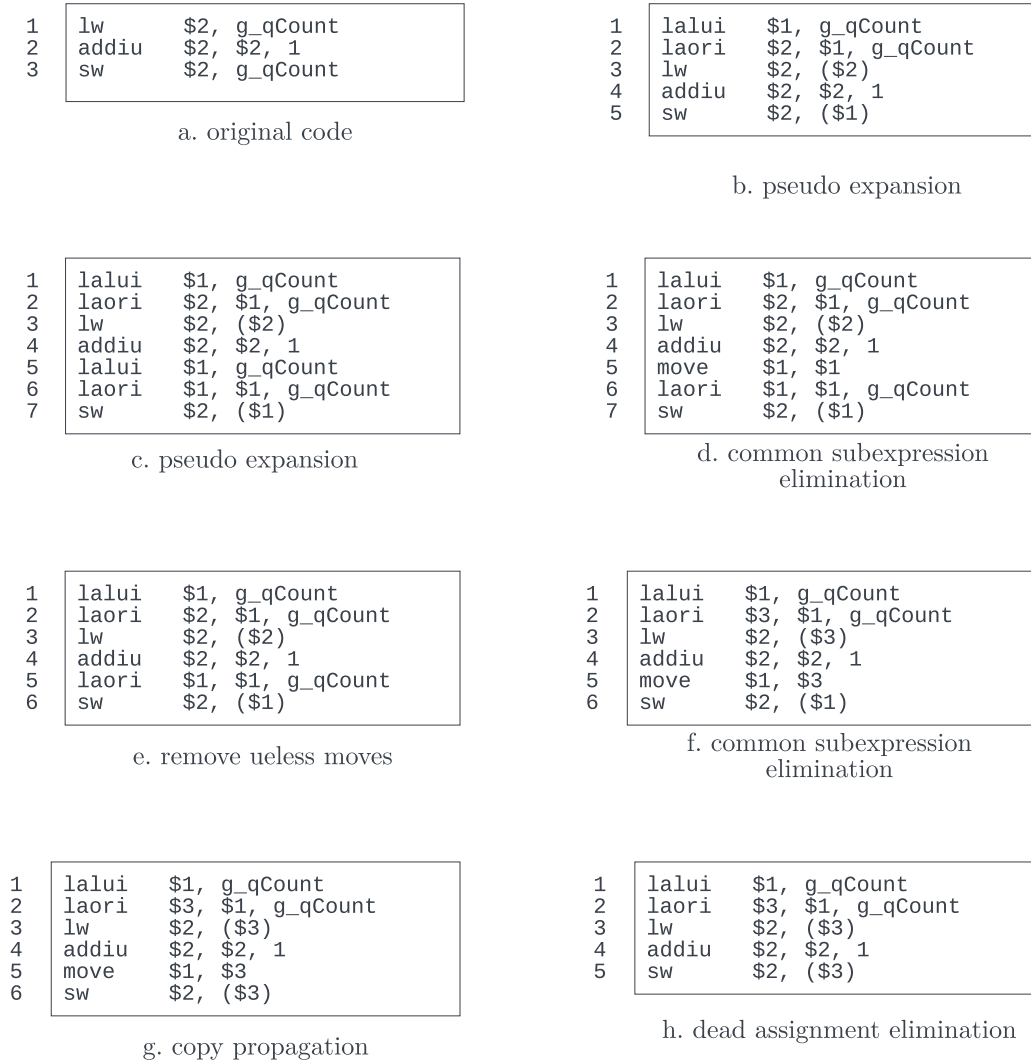 1 lw $2, g_qCount
2 addiu $2, $2, 1
3 sw $2, g_qCount
a. original code
1 lalui $1, g_qCount
2 laori $2, $1, g_qCount
3 lw $2, ($2)
4 addiu $2, $2, 1
5 sw $2, ($1)
b. pseudo expansion
1 lalui $1, g_qCount
2 laori $2, $1, g_qCount
3 lw $2, ($2)
4 addiu $2, $2, 1
5 lalui $1, g_qCount
6 laori $1, $1, g_qCount
7 sw $2, ($1)
c. pseudo expansion
1 lalui $1, g_qCount
2 laori $2, $1, g_qCount
3 lw $2, ($2)
4 addiu $2, $2, 1
5 move $1, $1
6 laori $1, $1, g_qCount
7 sw $2, ($1)
d. common subexpression
elimination
1 lalui $1, g_qCount
2 laori $2, $1, g_qCount
3 lw $2, ($2)
4 addiu $2, $2, 1
5 laori $1, $1, g_qCount
6 sw $2, ($1)
e. remove ueless moves
1 lalui $1, g_qCount
2 laori $3, $1, g_qCount
3 lw $2, ($3)
4 addiu $2, $2, 1
5 move $1, $3
6 sw $2, ($1)
f. common subexpression
elimination
1 lalui $1, g_qCount
2 laori $3, $1, g_qCount
3 lw $2, ($3)
4 addiu $2, $2, 1
5 move $1, $3
6 sw $2, ($3)
g. copy propagation
1 lalui $1, g_qCount
2 laori $3, $1, g_qCount
3 lw $2, ($3)
4 addiu $2, $2, 1
5 sw $2, ($3)
h. dead assignment elimination